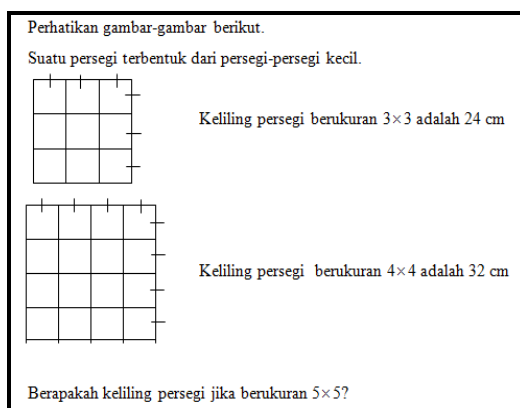 Perhatikan gambar-gambar berikut.
Suatu persegi terbentuk dari persegi-persegi kecil.
Keliling persegi berukuran 3×3 adalah 24 cm
Keliling persegi berukuran 4×4 adalah 32 cm
Berapakah keliling persegi jika berukuran 5×5?